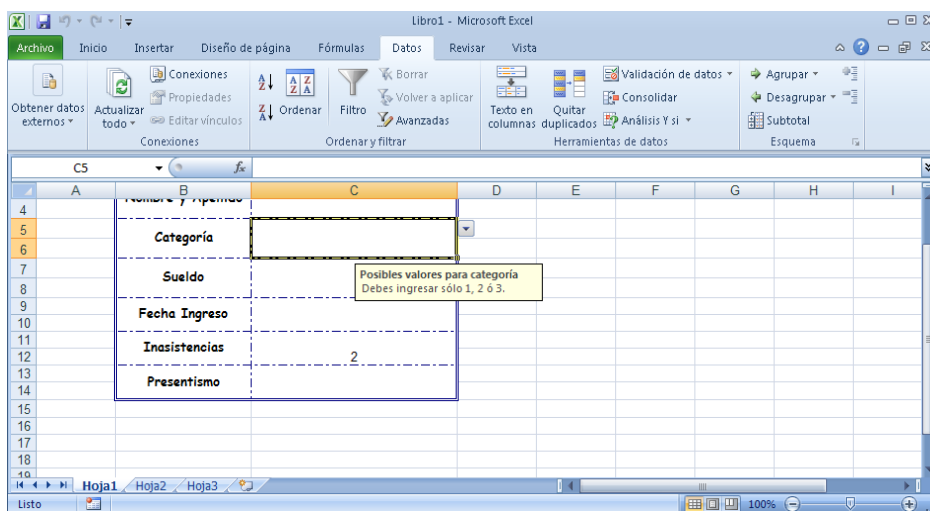 Libro1 - Microsoft Excel
Archivo Inicio Insertar Diseño de página Fórmulas Datos Revisar Vista
Obtener datos externos
Actualizar todo
Conexiones
Propiedades
Editar vínculos
Conexiones
Ordenar
Filtro
Borrar
Volver a aplicar
Avanzadas
Ordenar y filtrar
Texto en columnas
Quitar duplicados
Validación de datos
Consolidar
Análisis Y si
Herramientas de datos
Agrupar
Desagrupar
Subtotal
Esquema
C5 fx
A B C D E F G H I
4 Nombre y Apellido
5
Categoría
6
Posibles valores para categoría
Debes ingresar sólo 1, 2 ó 3.
7
Sueldo
8
9
Fecha Ingreso
10
11
Inasistencias
12 2
13
Presentismo
14
15
16
17
18
19
Hoja1 Hoja2 Hoja3
Listo 100%